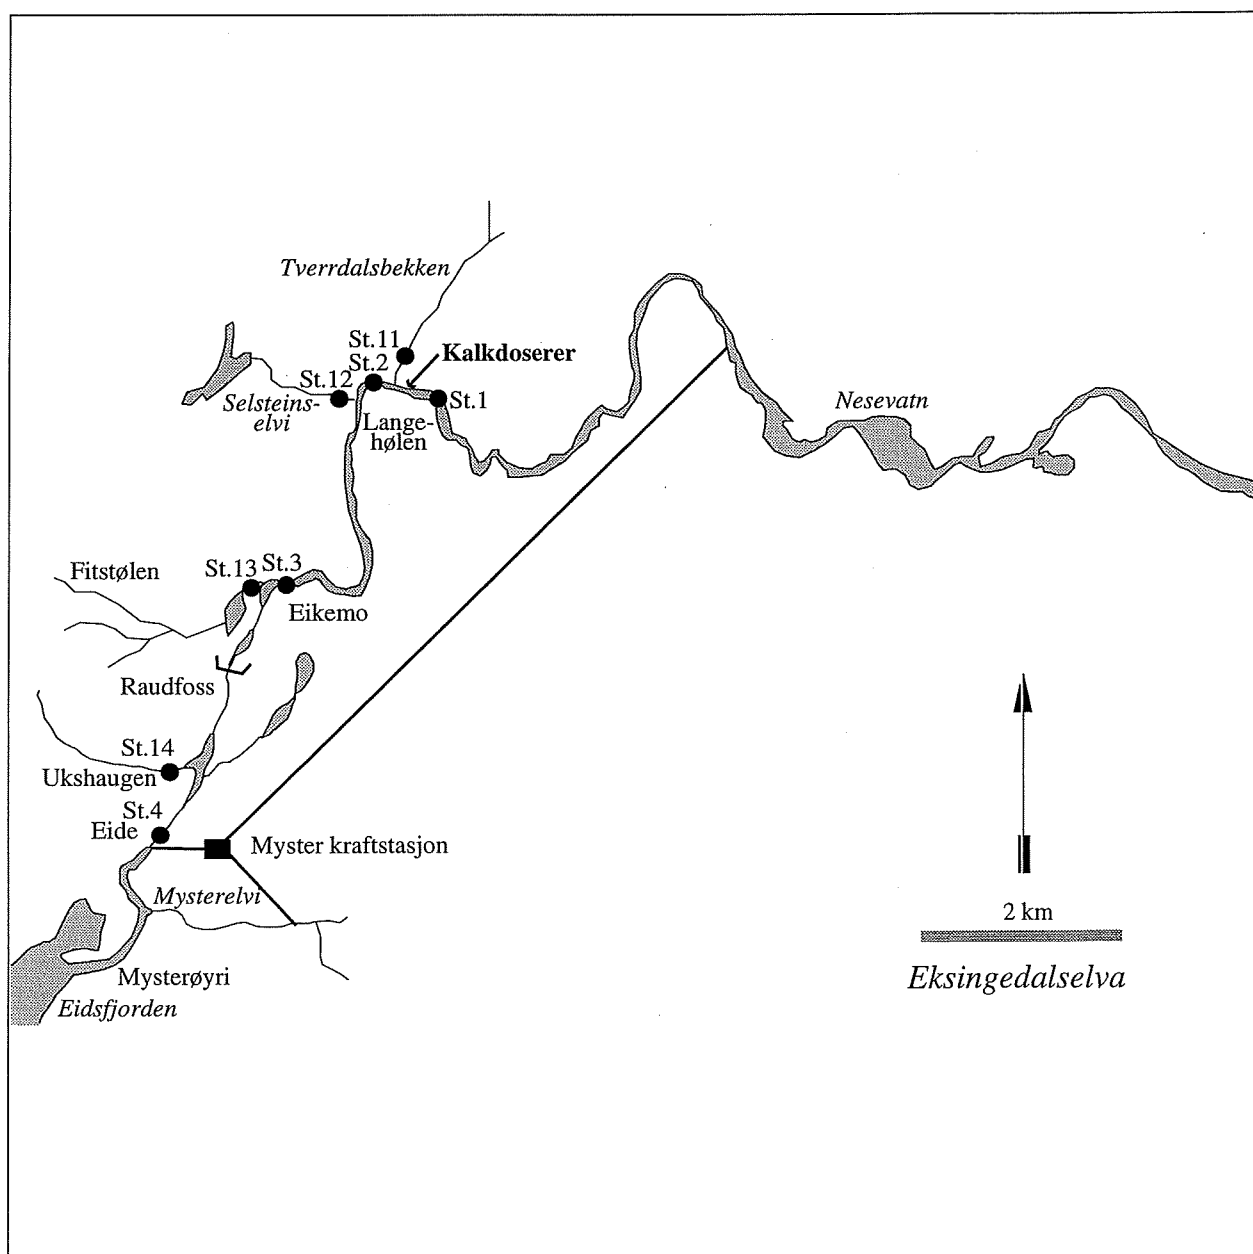 Tverrdalsbekken
St.11
Kalkdoserer
St.2
St.12
St.1
Selsteins-
elvi
Lange-
hølen
Nesevatn
Fitstølen
St.13
St.3
Eikemo
Raudfoss
St.14
Ukshaugen
St.4
Eide
Myster kraftstasjon
Mysterelvi
2 km
Mysterøyri
Eksingedalselva
Eidsfjorden